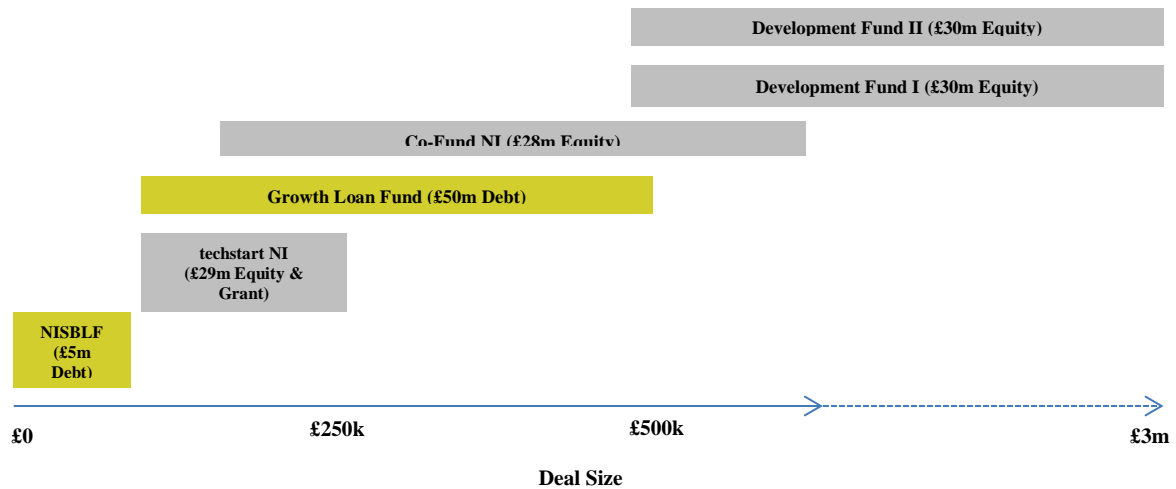 Development Fund II (£30m Equity)
Development Fund I (£30m Equity)
Co-Fund NI (£28m Equity)
Growth Loan Fund (£50m Debt)
techstart NI
(£29m Equity &
Grant)
NISBLF
(£5m
Debt)
£0
£250k
£500k
£3m
Deal Size